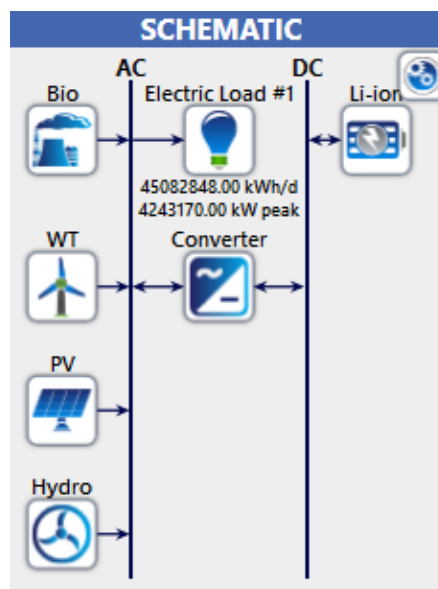 SCHEMATIC
AC DC
Bio Electric Load #1 Li-ion
45082848.00 kWh/d
4243170.00 kW peak
WT Converter
PV
Hydro